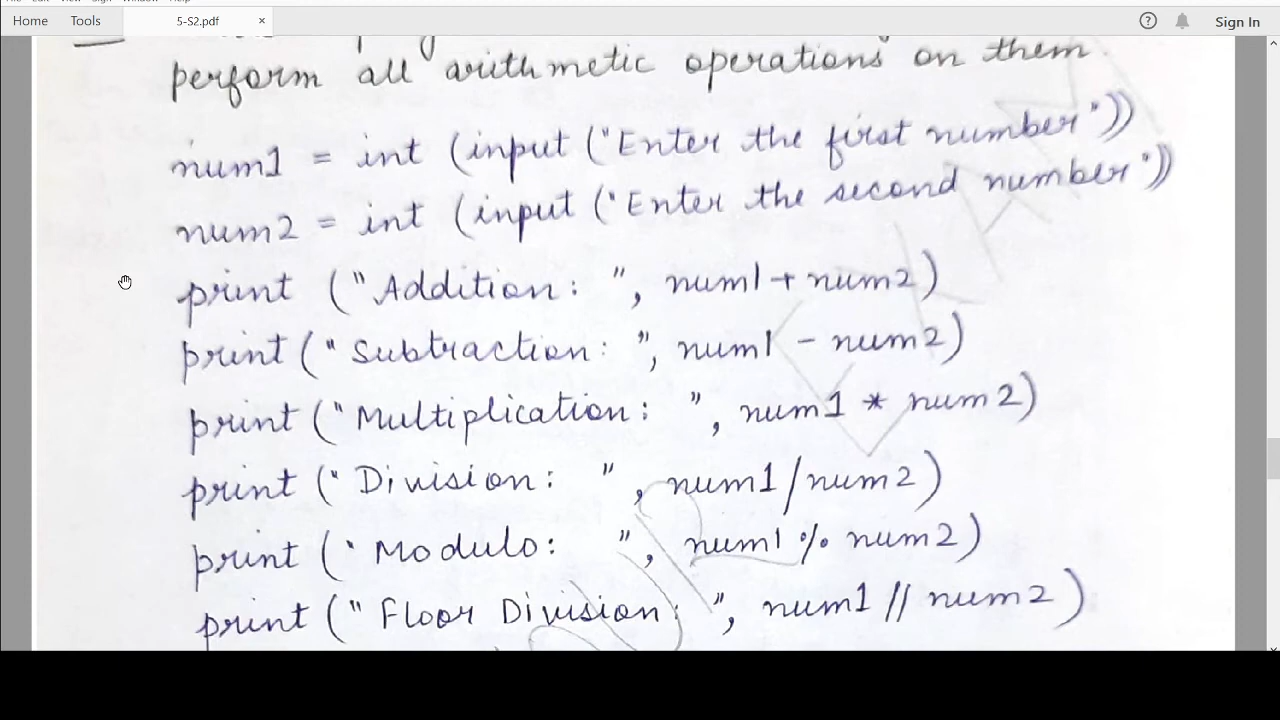 Home Tools 5-S2.pdf × ? Sign In
perform all arithmetic operations on them
num1 = int (input ("Enter the first number"))
num2 = int (input ("Enter the second number"))
print ("Addition: ", num1+num2)
print ("Subtraction: ", num1 - num2)
print ("Multiplication: ", num1 * num2)
print ("Division: ", num1/num2)
print ("Modulo: ", num1 % num2)
print ("Floor Division: ", num1 // num2)